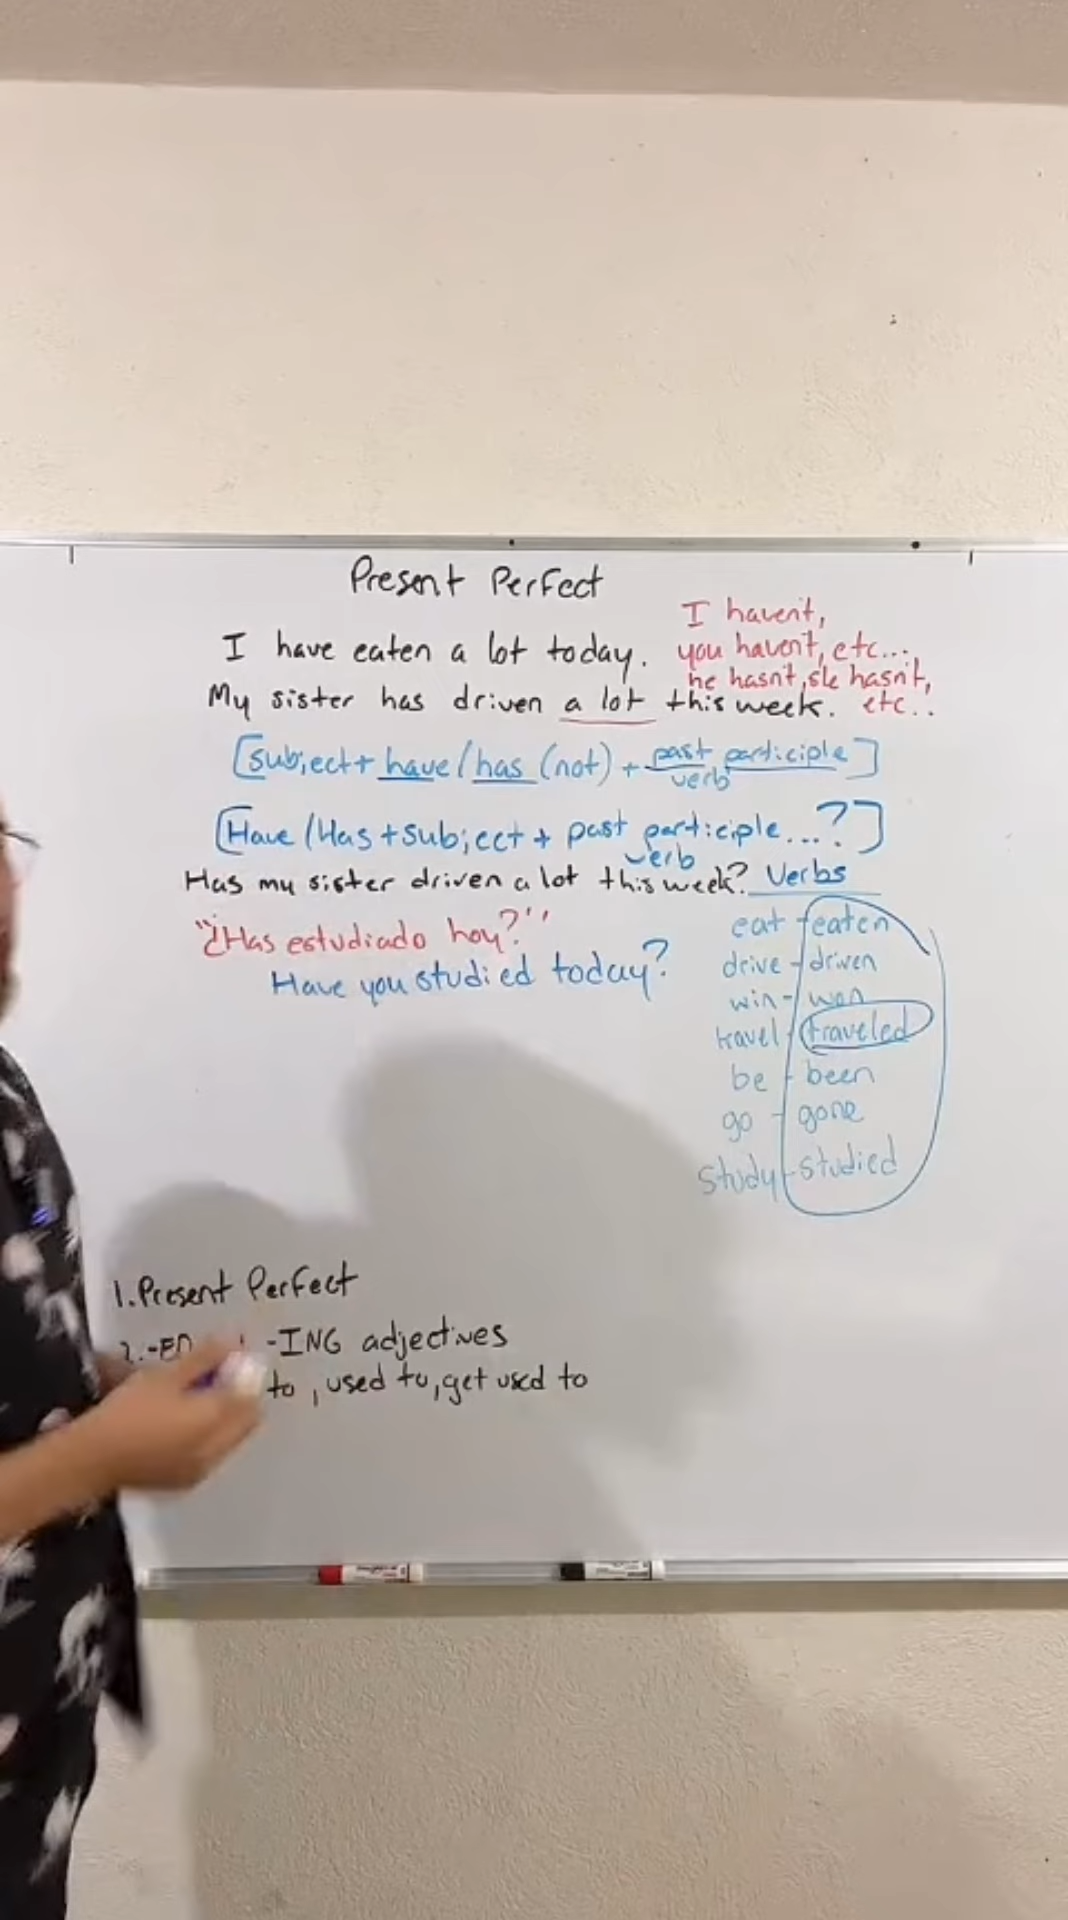 Present Perfect
I have eaten a lot today.
My sister has driven a lot this week.
I haven't,
you haven't, etc...
he hasn't, she hasn't,
etc..
[subject + have/has (not) + past participle]
verb
[Have/Has + subject + past participle...?]
verb
Has my sister driven a lot this week?
"¿Has estudiado hoy?"
Have you studied today?
Verbs
eat - eaten
drive - driven
win - won
travel - traveled
be - been
go - gone
study - studied
1. Present Perfect
2. -ED -ING adjectives
to, used to, get used to